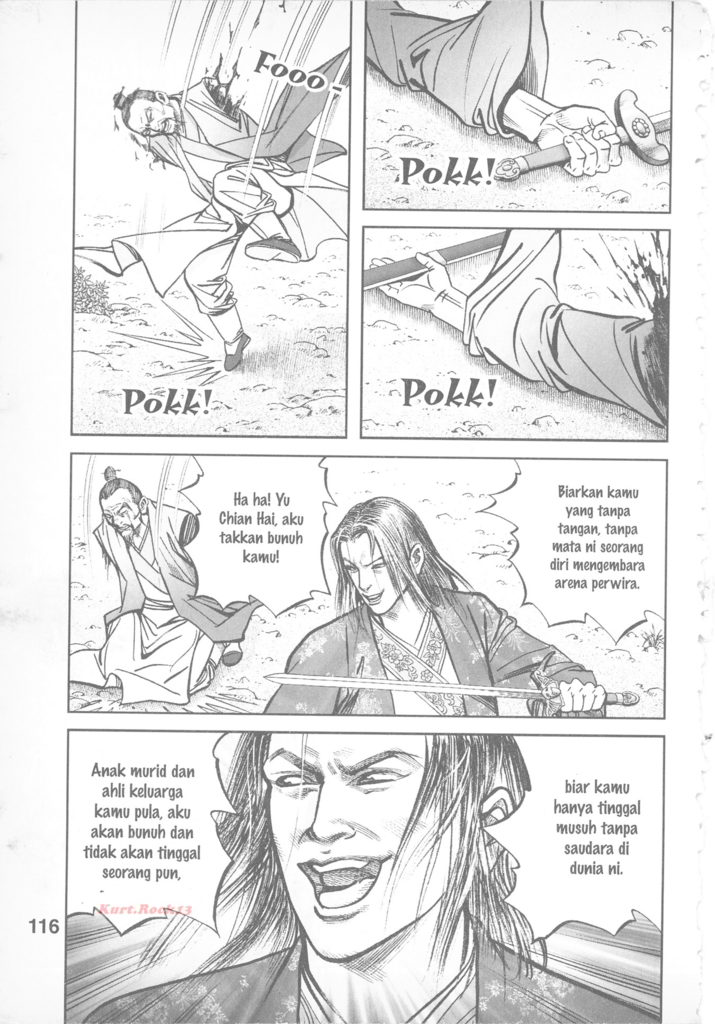 Fooo -
Pokk!
Pokk!
Pokk!
Ha ha! Yu
Chian Hai, aku
takkan bunuh
kamu!
Biarkan kamu
yang tanpa
tangan, tanpa
mata ni seorang
diri mengembara
arena perwira.
Anak murid dan
ahli keluarga
kamu pula, aku
akan bunuh dan
tidak akan tinggal
seorang pun,
biar kamu
hanya tinggal
musuh tanpa
saudara di
dunia ni.
Kurt.Rock13
116